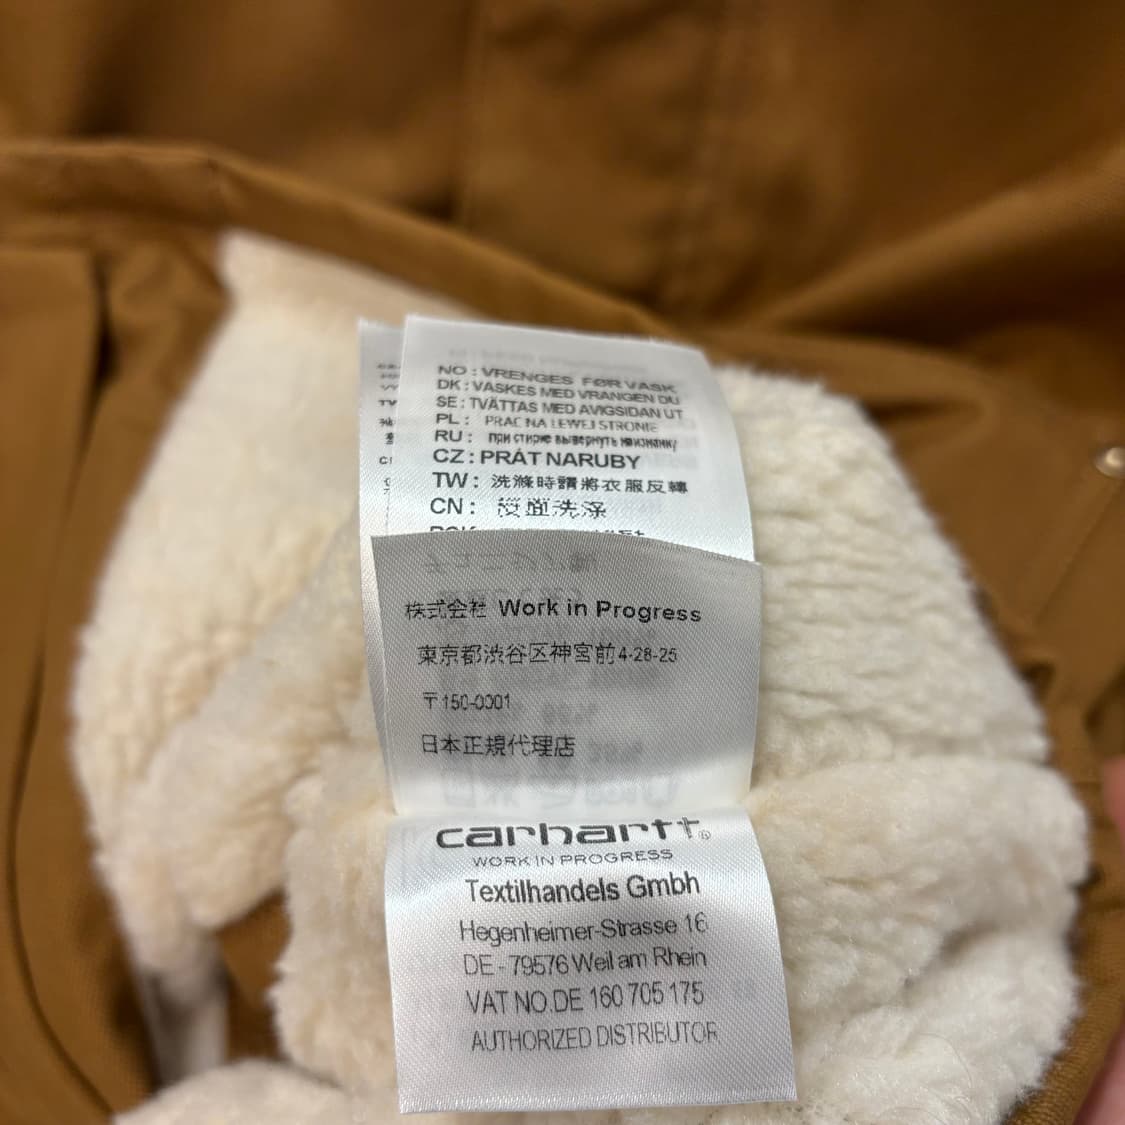 NO : VRENGES FØR VASK
DK : VASKES MED VRANGEN DU
SE : TVÄTTAS MED AVIGSIDAN UT
PL : PRAC NA LEWEJ STRONIE
RU : при стирке вывернуть наизнанку
CZ : PRÁT NARUBY
TW : 洗滌時請將衣服反轉
CN : 反面洗涤
株式会社 Work in Progress
東京都渋谷区神宮前4-28-25
〒150-0001
日本正規代理店
carhartt®
WORK IN PROGRESS
Textilhandels Gmbh
Hegenheimer-Strasse 16
DE - 79576 Weil am Rhein
VAT NO.DE 160 705 175
AUTHORIZED DISTRIBUTOR